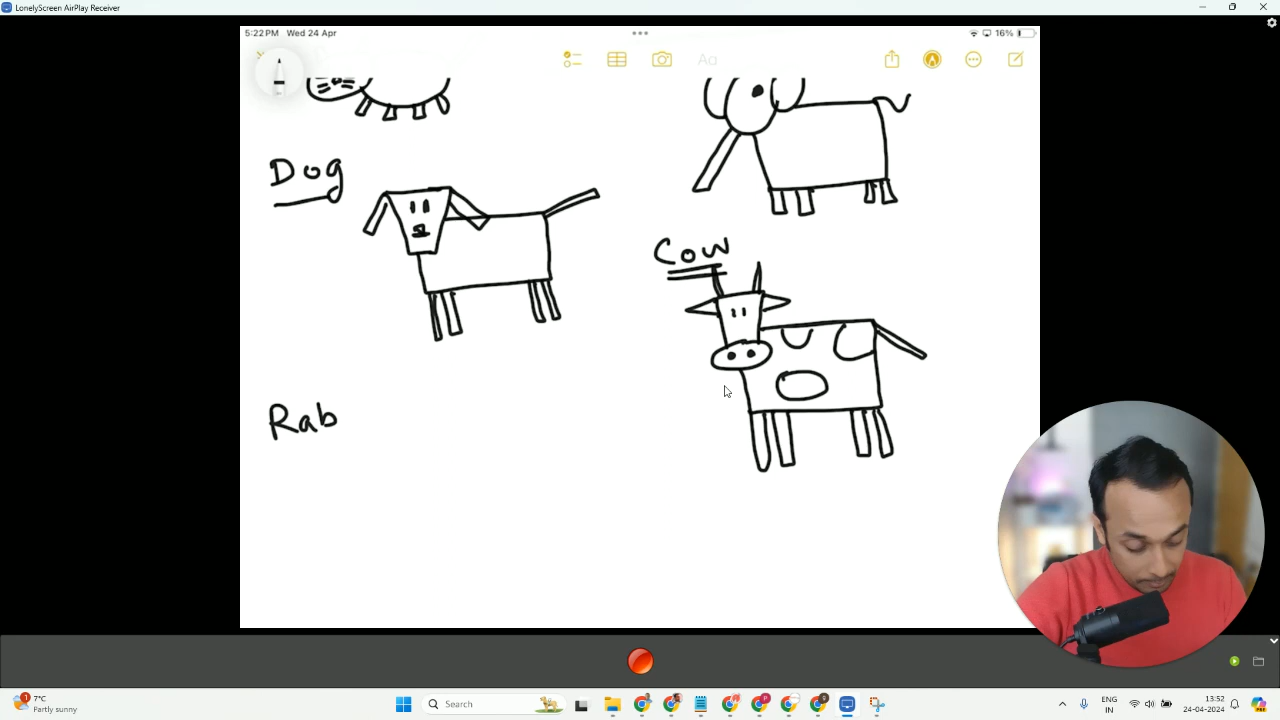 LonelyScreen AirPlay Receiver
5:22 PM Wed 24 Apr
16%
Aa
Dog
Cow
Rab
7°C
Partly sunny
Search
ENG
IN
13:52
24-04-2024